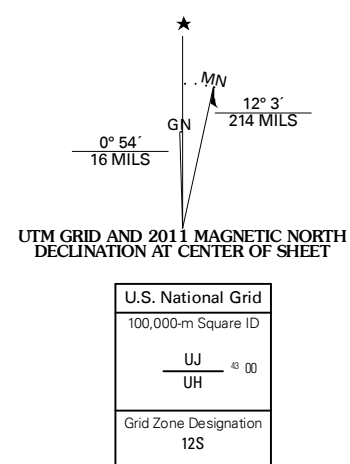 ★
MN
12° 3´
214 MILS
GN
0° 54´
16 MILS
UTM GRID AND 2011 MAGNETIC NORTH
DECLINATION AT CENTER OF SHEET
U.S. National Grid
100,000-m Square ID
UJ
43 00
UH
Grid Zone Designation
12S